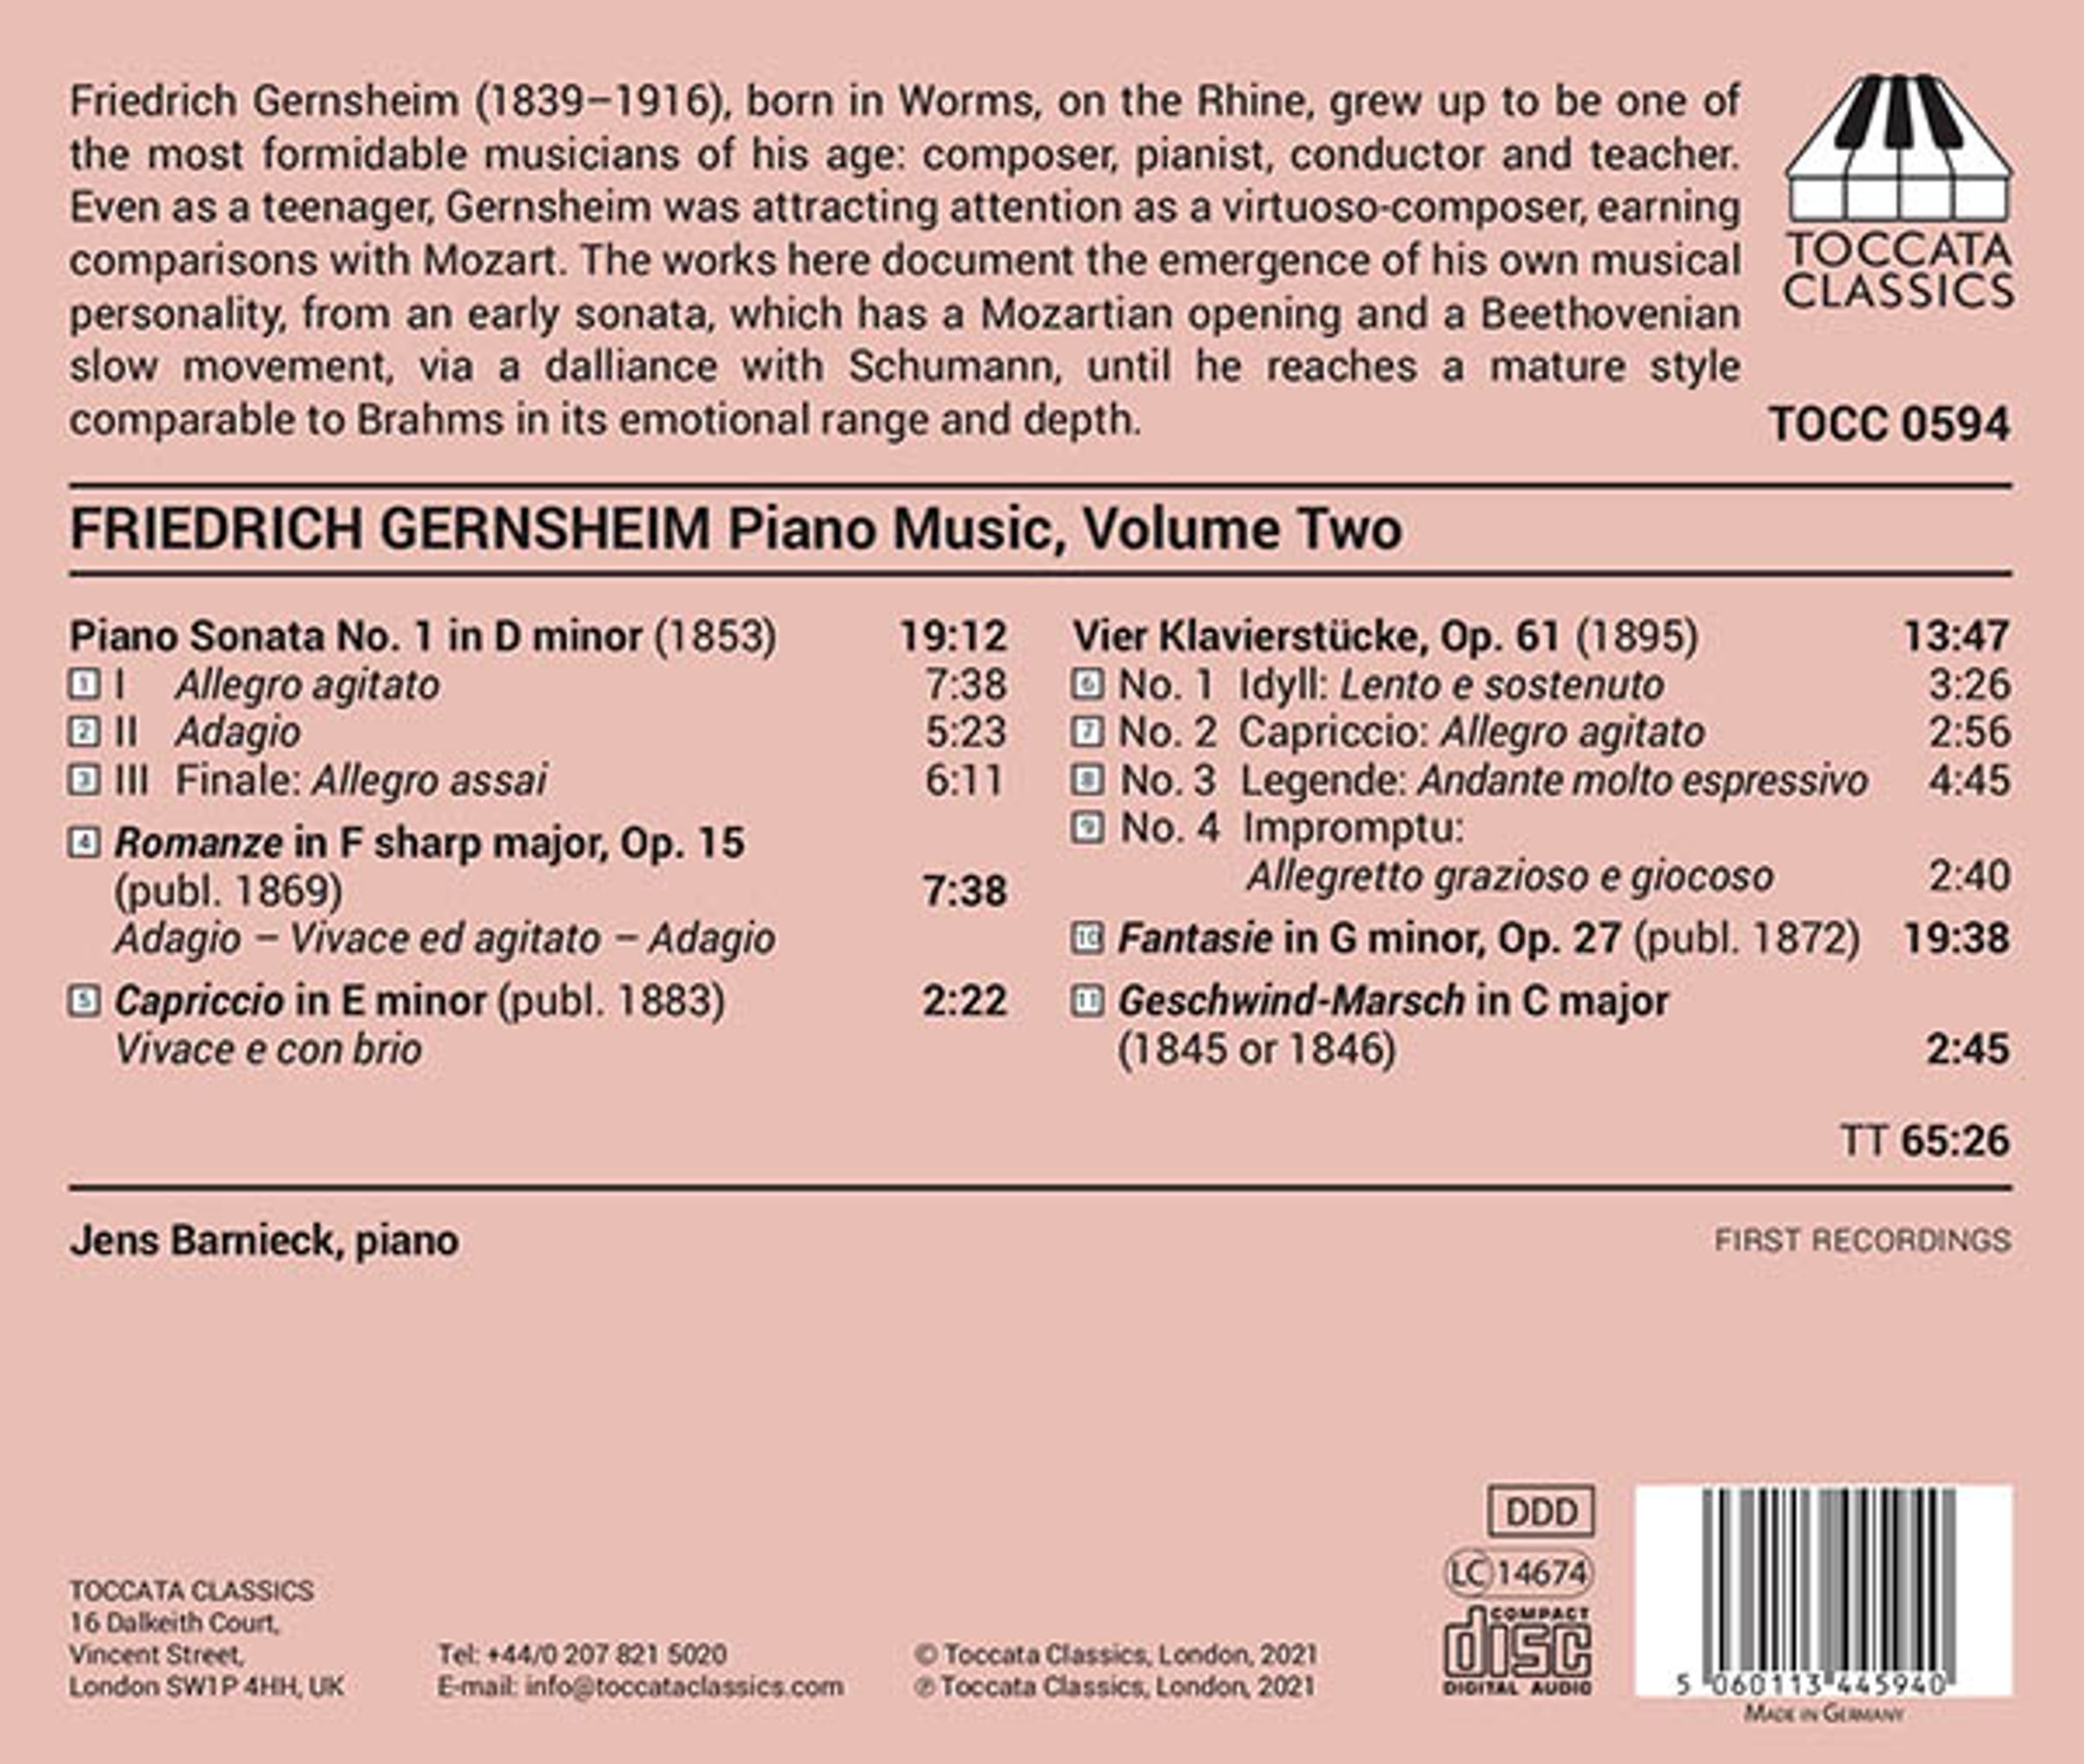 Friedrich Gernsheim (1839–1916), born in Worms, on the Rhine, grew up to be one of
the most formidable musicians of his age: composer, pianist, conductor and teacher.
Even as a teenager, Gernsheim was attracting attention as a virtuoso-composer, earning
comparisons with Mozart. The works here document the emergence of his own musical
personality, from an early sonata, which has a Mozartian opening and a Beethovenian
slow movement, via a dalliance with Schumann, until he reaches a mature style
comparable to Brahms in its emotional range and depth.
TOCCATA
CLASSICS
TOCC 0594
FRIEDRICH GERNSHEIM Piano Music, Volume Two
Piano Sonata No. 1 in D minor (1853) 19:12
1 I Allegro agitato 7:38
2 II Adagio 5:23
3 III Finale: Allegro assai 6:11
4 Romanze in F sharp major, Op. 15
(publ. 1869) 7:38
Adagio – Vivace ed agitato – Adagio
5 Capriccio in E minor (publ. 1883) 2:22
Vivace e con brio
Vier Klavierstücke, Op. 61 (1895) 13:47
6 No. 1 Idyll: Lento e sostenuto 3:26
7 No. 2 Capriccio: Allegro agitato 2:56
8 No. 3 Legende: Andante molto espressivo 4:45
9 No. 4 Impromptu:
Allegretto grazioso e giocoso 2:40
10 Fantasie in G minor, Op. 27 (publ. 1872) 19:38
11 Geschwind-Marsch in C major
(1845 or 1846) 2:45
TT 65:26
Jens Barnieck, piano
FIRST RECORDINGS
TOCCATA CLASSICS
16 Dalkeith Court,
Vincent Street,
London SW1P 4HH, UK
Tel: +44/0 207 821 5020
E-mail: info@toccataclassics.com
© Toccata Classics, London, 2021
℗ Toccata Classics, London, 2021
DDD
LC 14674
COMPACT
disc
DIGITAL AUDIO
5 060113 445940
MADE IN GERMANY